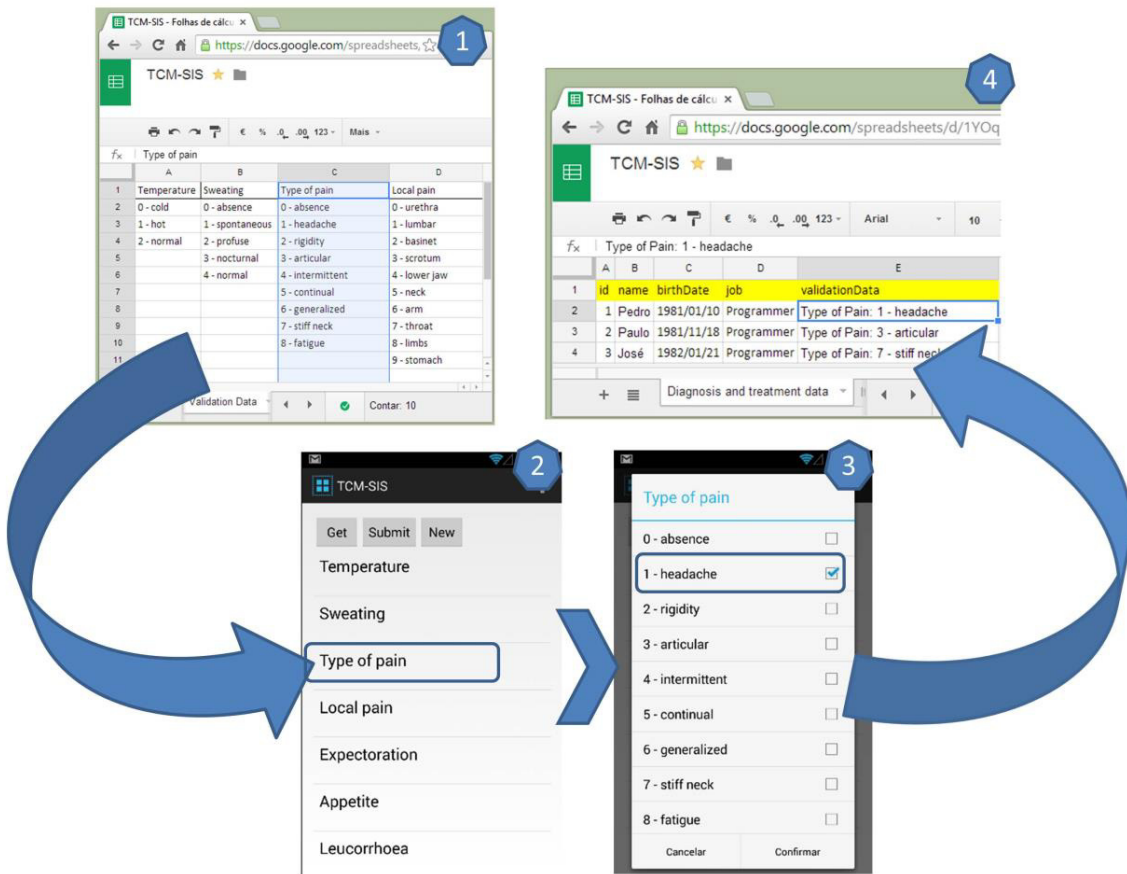 TCM-SIS - Folhas de cálcu ×
1
https://docs.google.com/spreadsheets,
TCM-SIS
€ % .0 .00 123 Mais
fx Type of pain
A B C D
1 Temperature Sweating Type of pain Local pain
2 0 - cold 0 - absence 0 - absence 0 - urethra
3 1 - hot 1 - spontaneous 1 - headache 1 - lumbar
4 2 - normal 2 - profuse 2 - rigidity 2 - basinet
5 3 - nocturnal 3 - articular 3 - scrotum
6 4 - normal 4 - intermittent 4 - lower jaw
7 5 - continual 5 - neck
8 6 - generalized 6 - arm
9 7 - stiff neck 7 - throat
10 8 - fatigue 8 - limbs
11 9 - stomach
Validation Data Contar: 10
4
TCM-SIS - Folhas de cálcu ×
https://docs.google.com/spreadsheets/d/1YOq
TCM-SIS
€ % .0 .00 123 Arial 10
fx Type of Pain: 1 - headache
A B C D E
1 id name birthDate job validationData
2 1 Pedro 1981/01/10 Programmer Type of Pain: 1 - headache
3 2 Paulo 1981/11/18 Programmer Type of Pain: 3 - articular
4 3 José 1982/01/21 Programmer Type of Pain: 7 - stiff neck
+ Diagnosis and treatment data
2
TCM-SIS
Get Submit New
Temperature
Sweating
Type of pain
Local pain
Expectoration
Appetite
Leucorrhoea
3
Type of pain
0 - absence
1 - headache
2 - rigidity
3 - articular
4 - intermittent
5 - continual
6 - generalized
7 - stiff neck
8 - fatigue
Cancelar Confirmar